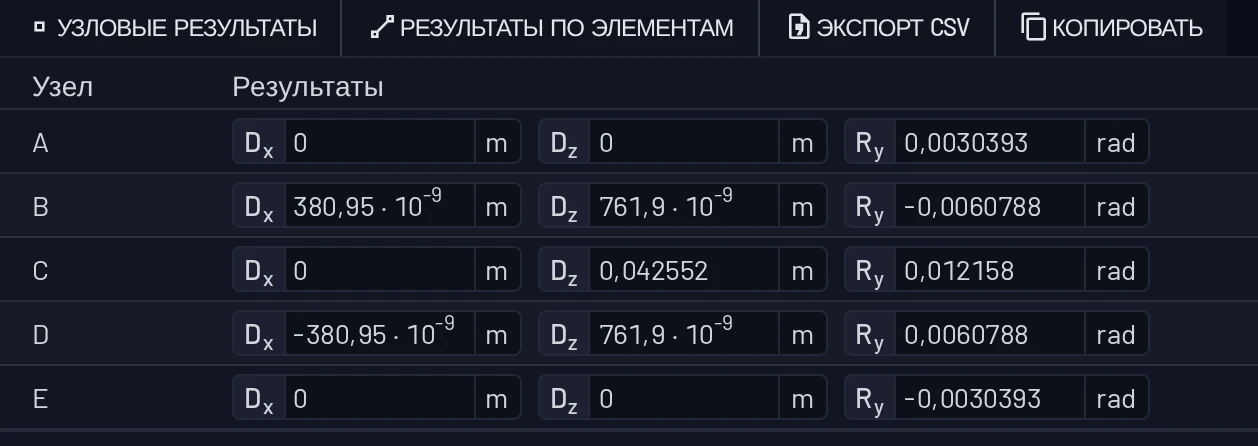 УЗЛОВЫЕ РЕЗУЛЬТАТЫ РЕЗУЛЬТАТЫ ПО ЭЛЕМЕНТАМ ЭКСПОРТ CSV КОПИРОВАТЬ
Узел Результаты
A Dx 0 m Dz 0 m Ry 0,0030393 rad
B Dx 380,95 · 10^-9 m Dz 761,9 · 10^-9 m Ry -0,0060788 rad
C Dx 0 m Dz 0,042552 m Ry 0,012158 rad
D Dx -380,95 · 10^-9 m Dz 761,9 · 10^-9 m Ry 0,0060788 rad
E Dx 0 m Dz 0 m Ry -0,0030393 rad